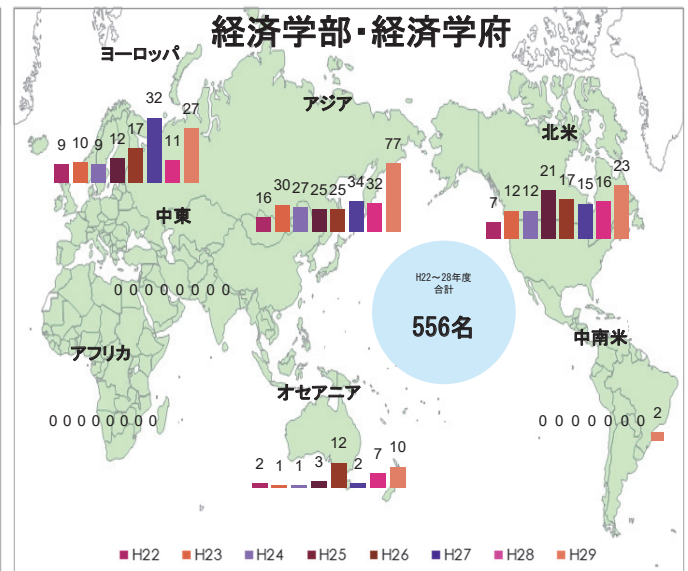 経済学部・経済学府
ヨーロッパ
9 10 9 12 17 32 11 27
アジア
16 30 27 25 25 34 32 77
北米
7 12 12 21 17 15 16 23
中東
0 0 0 0 0 0 0 0
H22～28年度
合計
556名
アフリカ
0 0 0 0 0 0 0 0
中南米
0 0 0 0 0 0 0 2
オセアニア
2 1 1 3 12 2 7 10
H22 H23 H24 H25 H26 H27 H28 H29